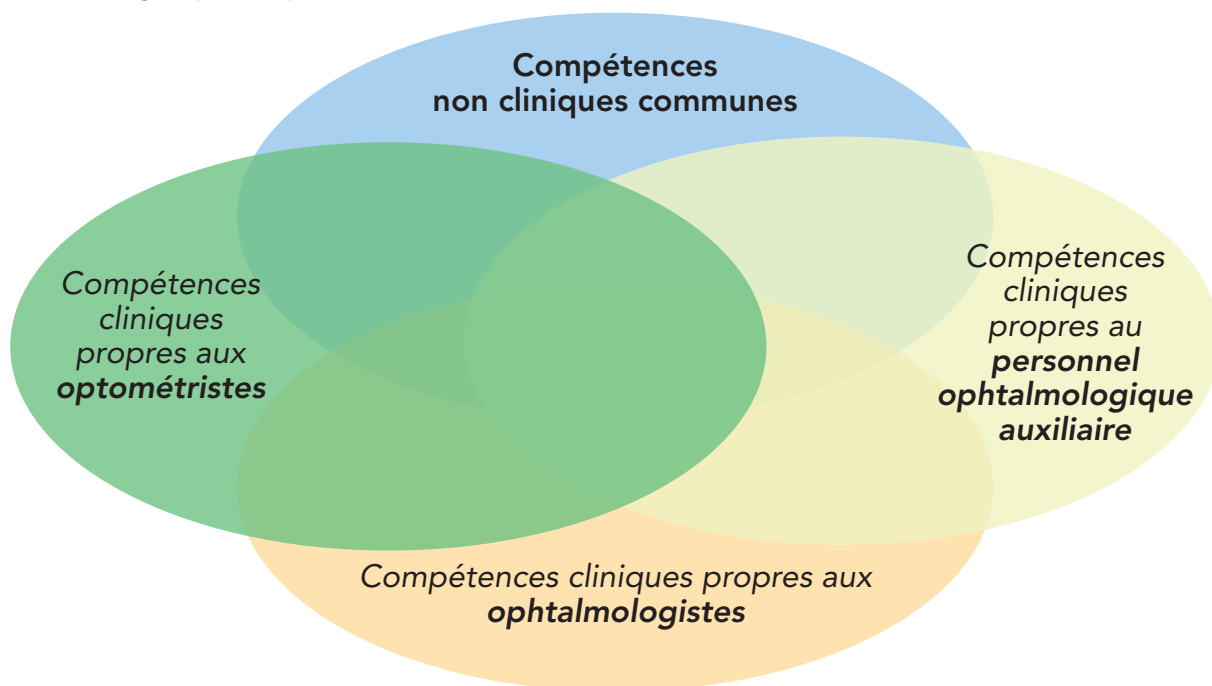 Compétences
non cliniques communes
Compétences
cliniques
propres aux
optométristes
Compétences
cliniques
propres au
personnel
ophtalmologique
auxiliaire
Compétences cliniques propres aux
ophtalmologistes